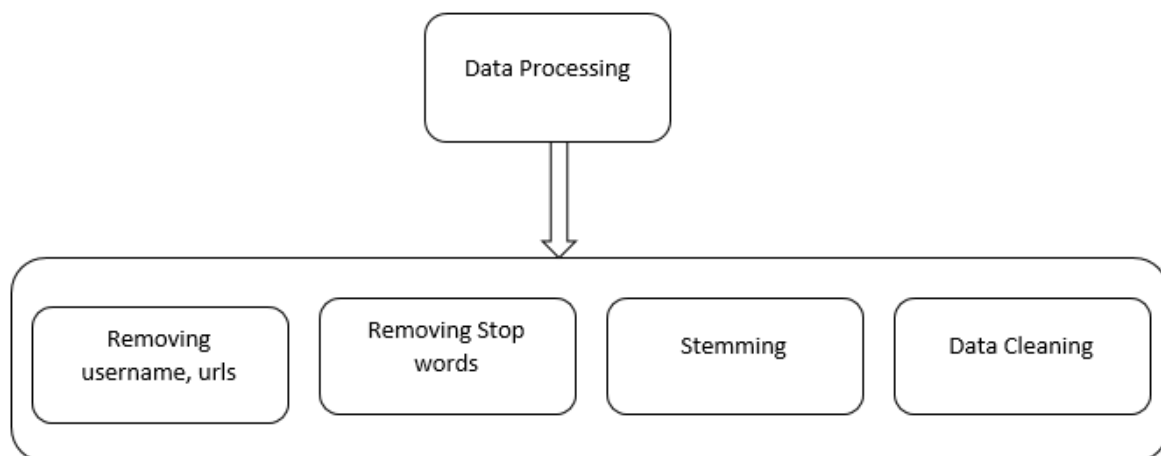 Data Processing
Removing
username, urls
Removing Stop
words
Stemming
Data Cleaning